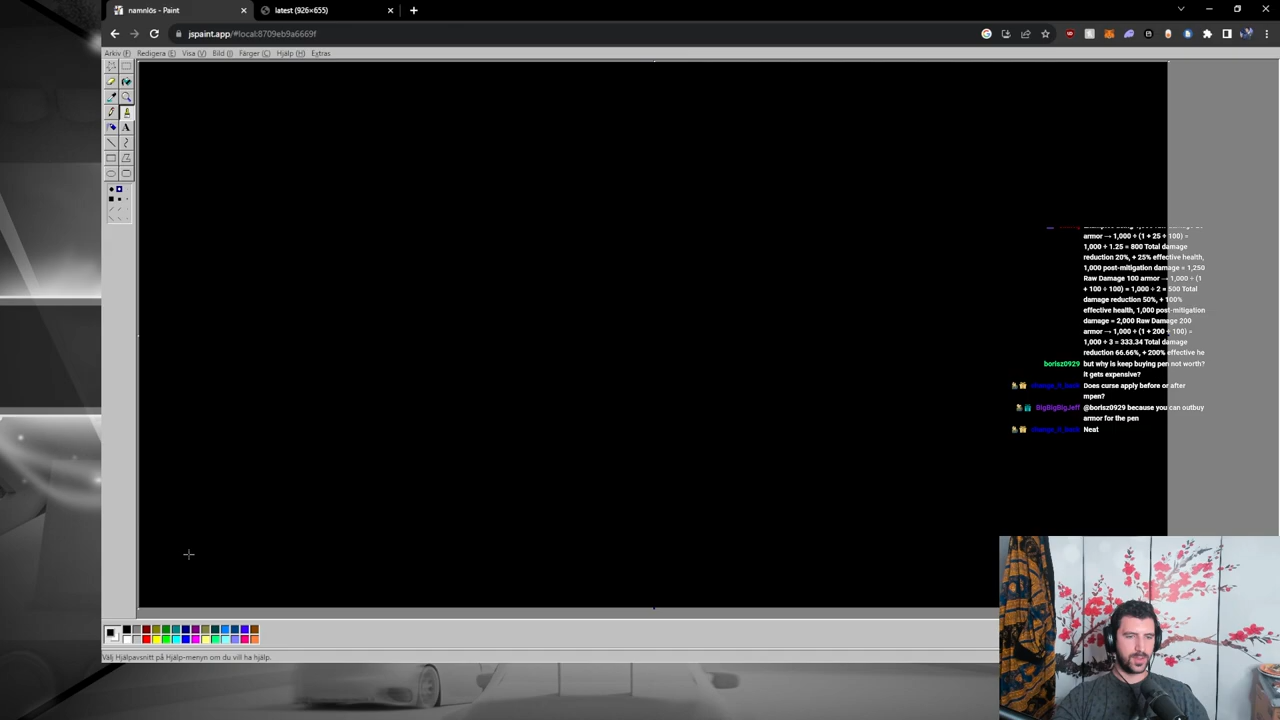 namnlös - Paint
latest (926×655)
jspaint.app/#local:8709eb9a6669f
Arkiv (F) Redigera (E) Visa (V) Bild (I) Färger (C) Hjälp (H) Extras
armor → 1,000 ÷ (1 + 25 ÷ 100) =
1,000 ÷ 1.25 = 800 Total damage
reduction 20%, + 25% effective health,
1,000 post-mitigation damage = 1,250
Raw Damage 100 armor → 1,000 ÷ (1
+ 100 ÷ 100) = 1,000 ÷ 2 = 500 Total
damage reduction 50%, + 100%
effective health, 1,000 post-mitigation
damage = 2,000 Raw Damage 200
armor → 1,000 ÷ (1 + 200 ÷ 100) =
1,000 ÷ 3 = 333.34 Total damage
reduction 66.66%, + 200% effective he
borisz0929 but why is keep buying pen not worth?
it gets expensive?
Does curse apply before or after
mpen?
BigBigBigJeff @borisz0929 because you can outbuy
armor for the pen
Neat
Välj Hjälpavsnitt på Hjälp-menyn om du vill ha hjälp.